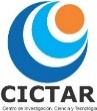 CICTAR
Centro de Investigación, Ciencia y Tecnología